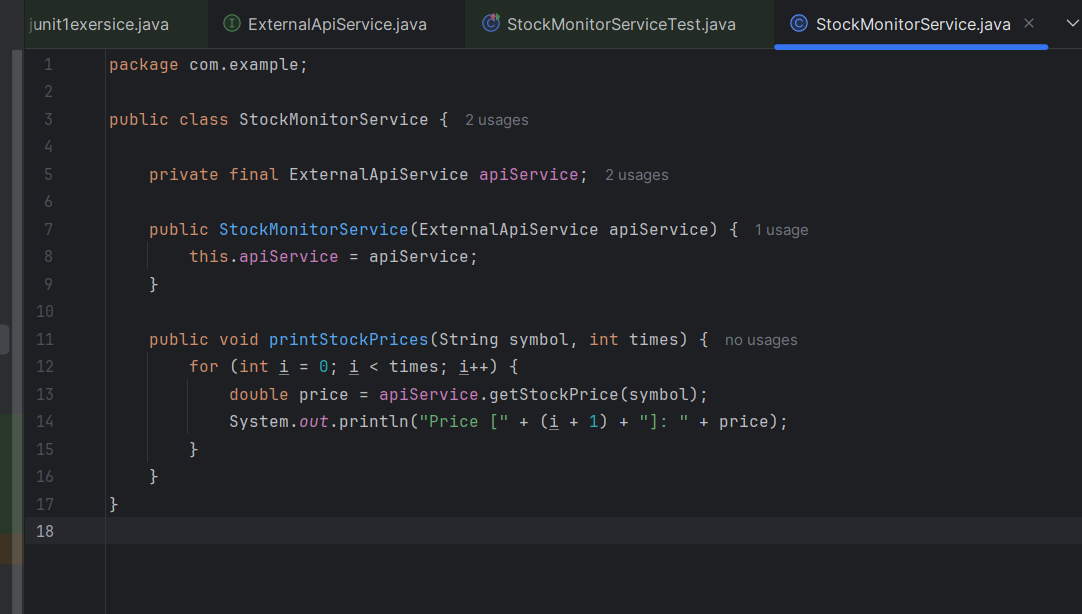 junit1exersice.java
ExternalApiService.java
StockMonitorServiceTest.java
StockMonitorService.java
1 package com.example;
2
3 public class StockMonitorService { 2 usages
4
5 private final ExternalApiService apiService; 2 usages
6
7 public StockMonitorService(ExternalApiService apiService) { 1 usage
8 this.apiService = apiService;
9 }
10
11 public void printStockPrices(String symbol, int times) { no usages
12 for (int i = 0; i < times; i++) {
13 double price = apiService.getStockPrice(symbol);
14 System.out.println("Price [" + (i + 1) + "]: " + price);
15 }
16 }
17 }
18